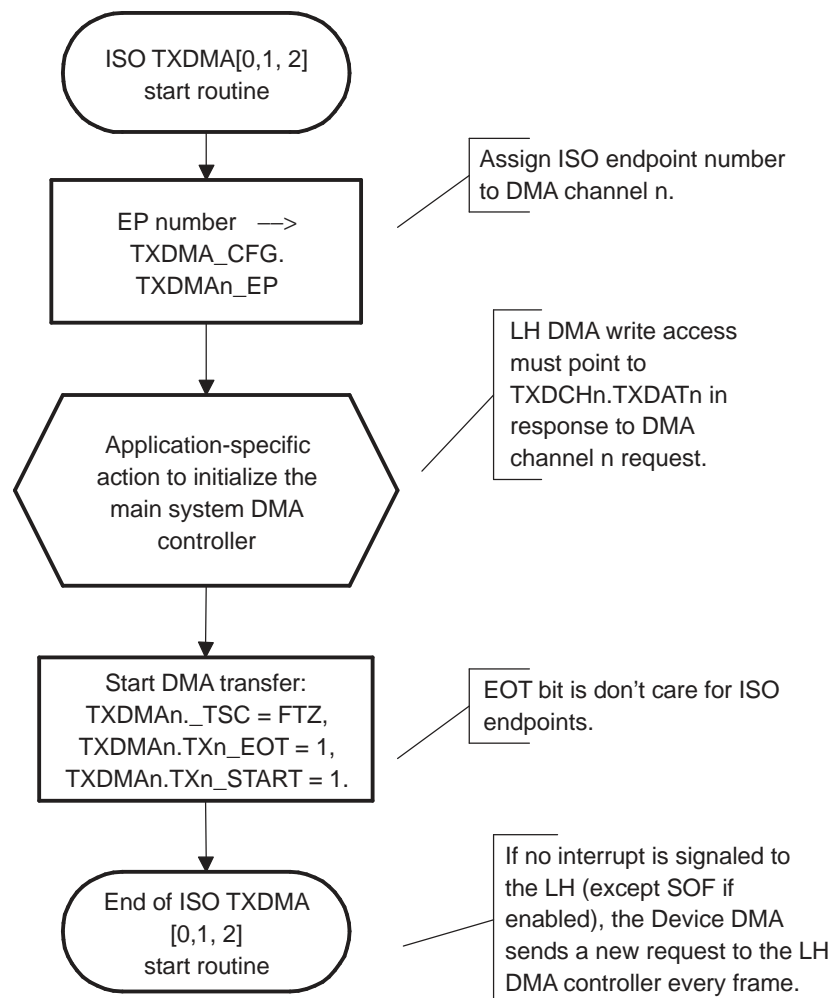 ISO TXDMA[0,1, 2]
start routine
Assign ISO endpoint number
to DMA channel n.
EP number −−>
TXDMA_CFG.
TXDMAn_EP
LH DMA write access
must point to
TXDCHn.TXDATn in
response to DMA
channel n request.
Application-specific
action to initialize the
main system DMA
controller
Start DMA transfer:
TXDMAn._TSC = FTZ,
TXDMAn.TXn_EOT = 1,
TXDMAn.TXn_START = 1.
EOT bit is don’t care for ISO
endpoints.
End of ISO TXDMA
[0,1, 2]
start routine
If no interrupt is signaled to
the LH (except SOF if
enabled), the Device DMA
sends a new request to the LH
DMA controller every frame.